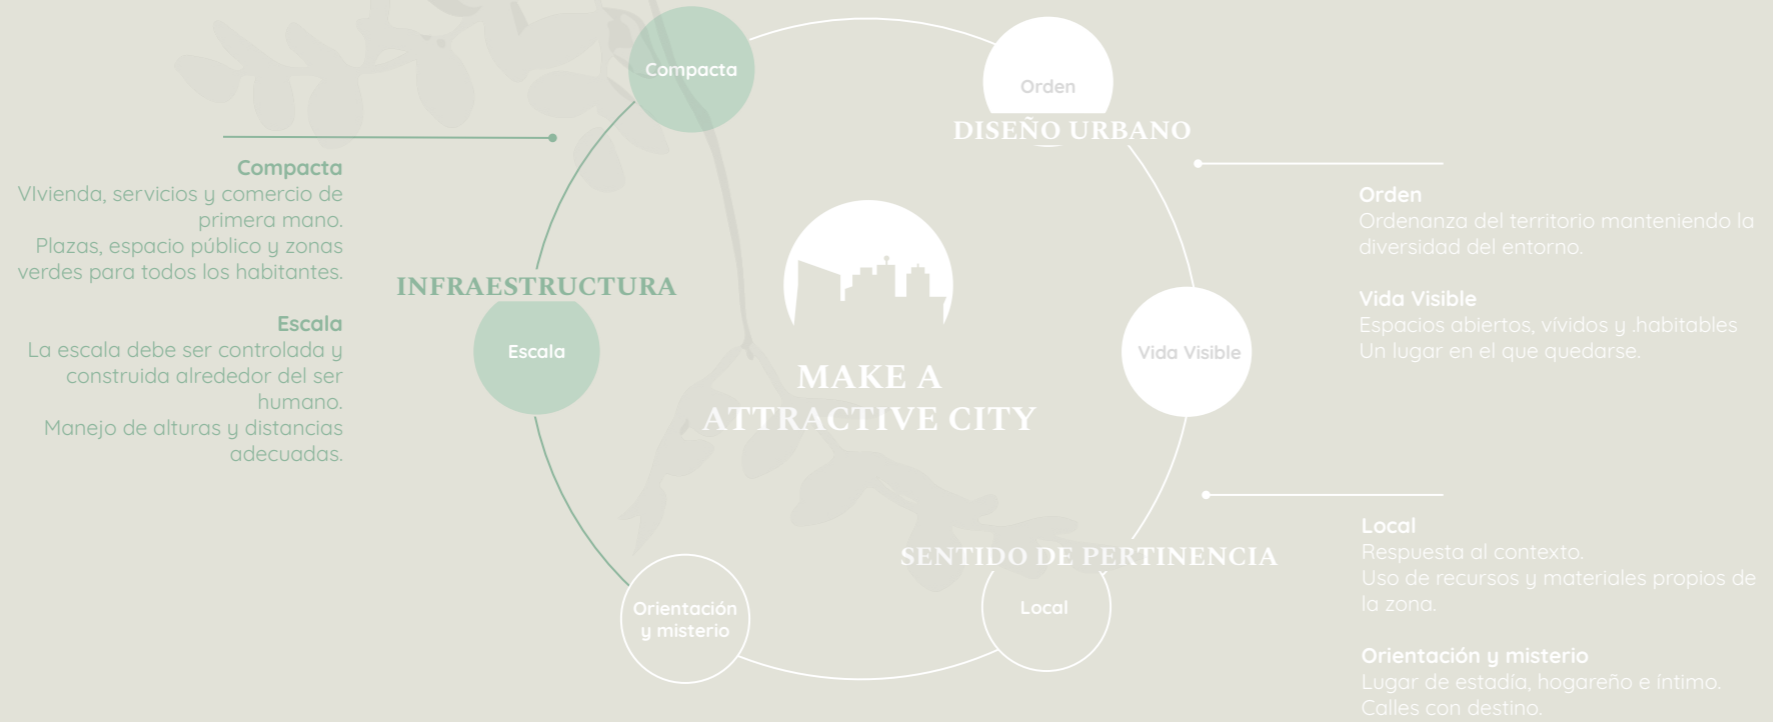 Compacta
Orden
DISEÑO URBANO
Compacta
VIvienda, servicios y comercio de
primera mano.
Plazas, espacio público y zonas
verdes para todos los habitantes.
Escala
La escala debe ser controlada y
construida alrededor del ser
humano.
Manejo de alturas y distancias
adecuadas.
INFRAESTRUCTURA
Escala
MAKE A
ATTRACTIVE CITY
Vida Visible
Orden
Ordenanza del territorio manteniendo la
diversidad del entorno.
Vida Visible
Espacios abiertos, vívidos y .habitables
Un lugar en el que quedarse.
SENTIDO DE PERTINENCIA
Orientación
y misterio
Local
Local
Respuesta al contexto.
Uso de recursos y materiales propios de
la zona.
Orientación y misterio
Lugar de estadía, hogareño e íntimo.
Calles con destino.